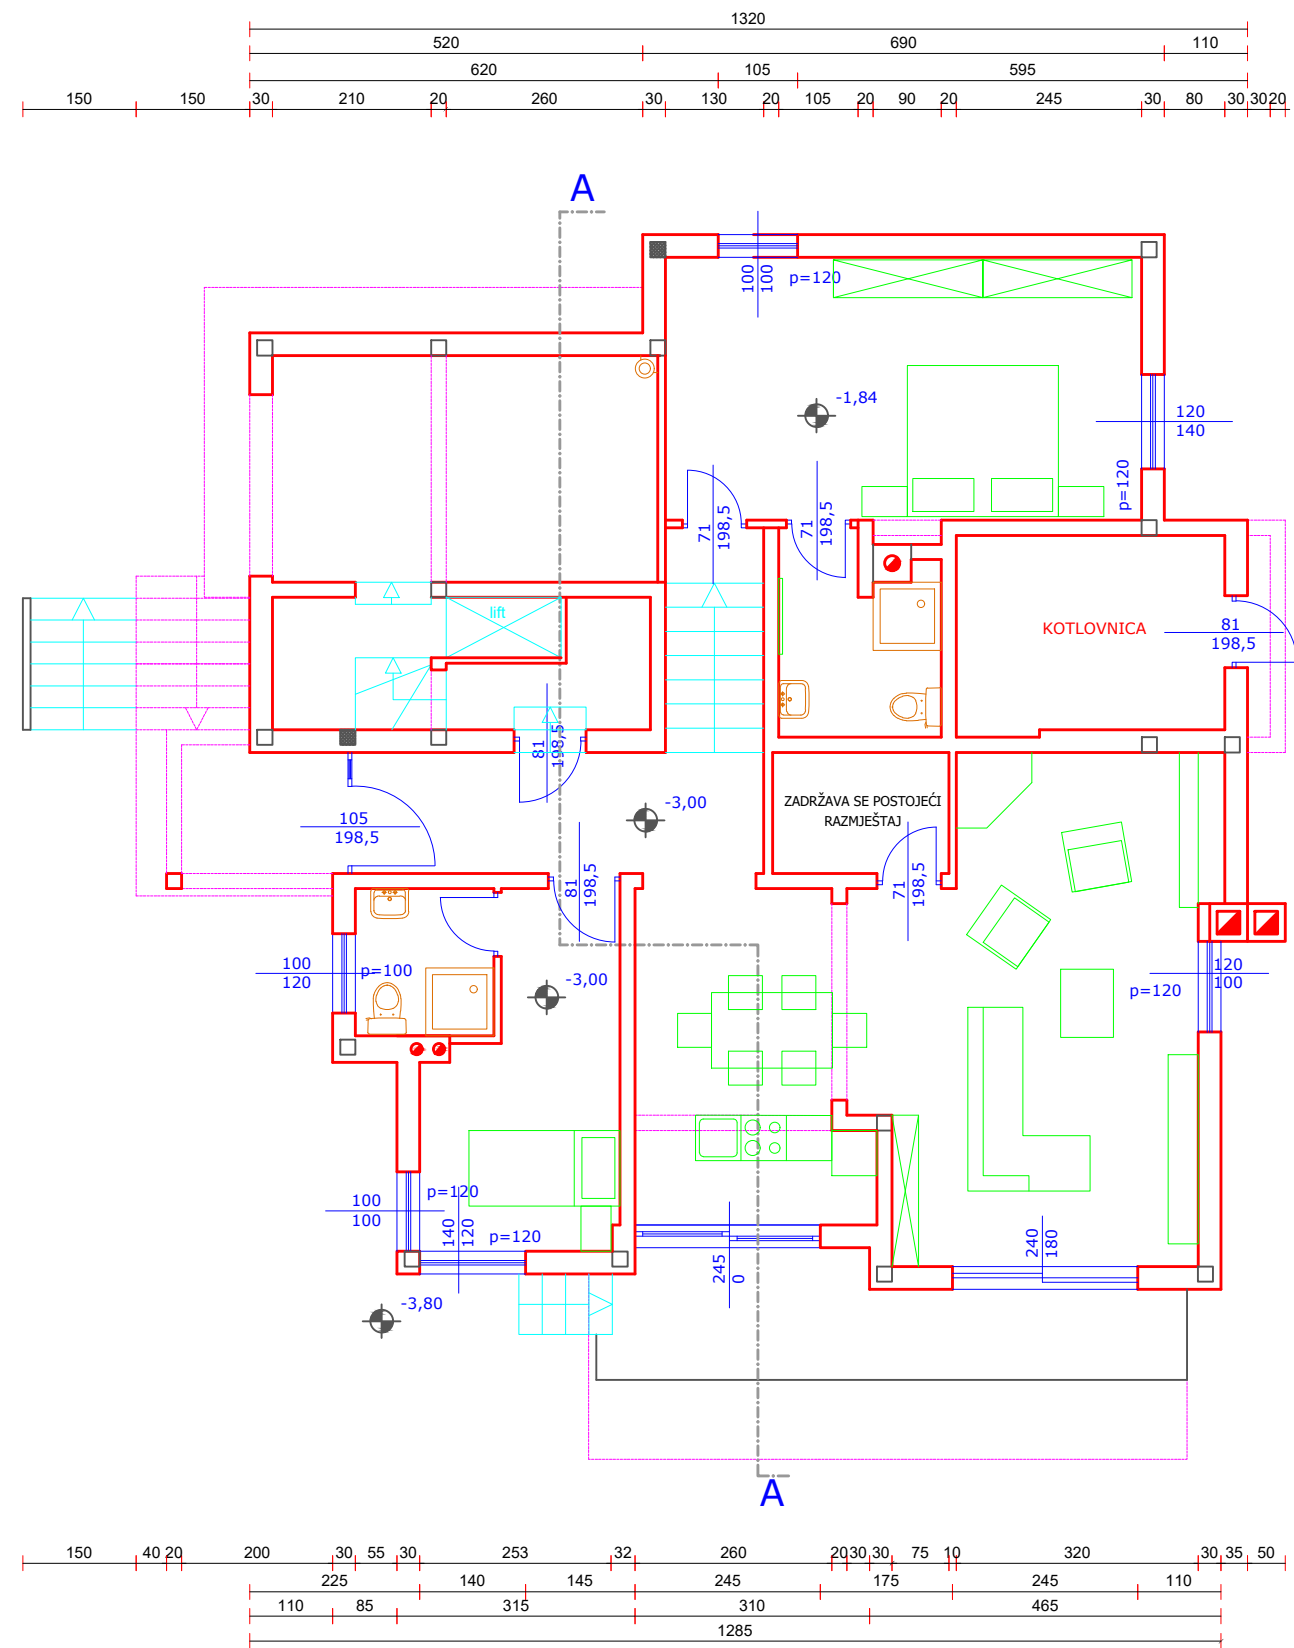 1320
520 690 110
620 105 595
150 150 30 210 20 260 30 130 20 105 20 90 20 245 30 80 30 30 20
A
100
100
p=120
-1,84
120
140
p=120
71
198,5
71
198,5
lift
KOTLOVNICA
81
198,5
81
198,5
-3,00
ZADRŽAVA SE POSTOJEĆI
RAZMJEŠTAJ
105
198,5
81
198,5
71
198,5
100
120
p=100
-3,00
120
100
p=120
100
100
p=120
140
120
p=120
245
0
240
180
-3,80
A
150 40 20 200 30 55 30 253 32 260 20 30 30 75 10 320 30 35 50
225 140 145 245 175 245 110
110 85 315 310 465
1285